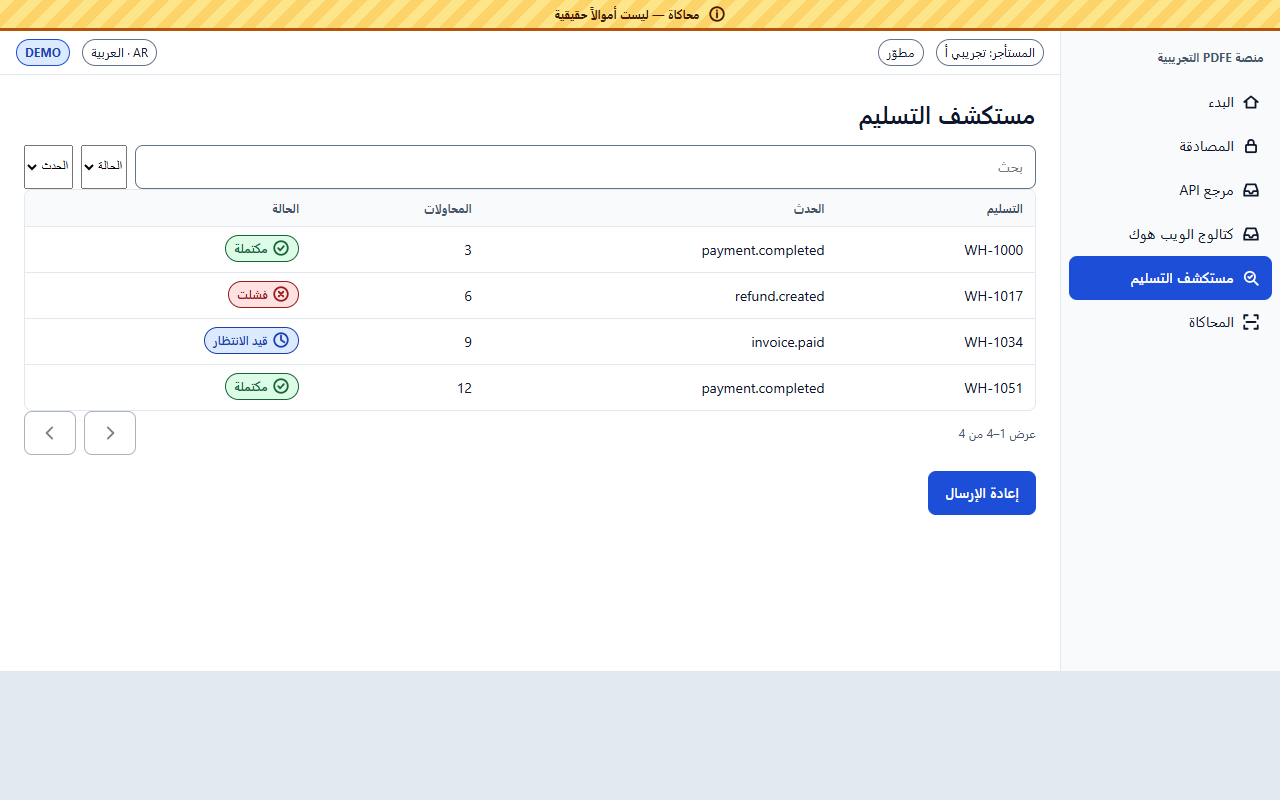 محاكاة — ليست أموالاً حقيقية
منصة PDFE التجريبية
البدء
المصادقة
مرجع API
كتالوج الويب هوك
مستكشف التسليم
المحاكاة
المستأجر: تجريبي أ
مطوّر
AR · العربية
DEMO
مستكشف التسليم
بحث
الحالة
الحدث
التسليم الحدث المحاولات الحالة
WH-1000 payment.completed 3 مكتملة
WH-1017 refund.created 6 فشلت
WH-1034 invoice.paid 9 قيد الانتظار
WH-1051 payment.completed 12 مكتملة
عرض 1–4 من 4
إعادة الإرسال